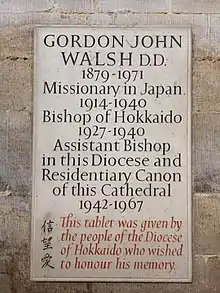 GORDON JOHN
WALSH D.D.
1879-1971
Missionary in Japan
1914-1940
Bishop of Hokkaido
1927-1940
Assistant Bishop
in this Diocese and
Residentiary Canon
of this Cathedral
1942-1967
信望愛
This tablet was given by
the people of the Diocese
of Hokkaido who wished
to honour his memory.